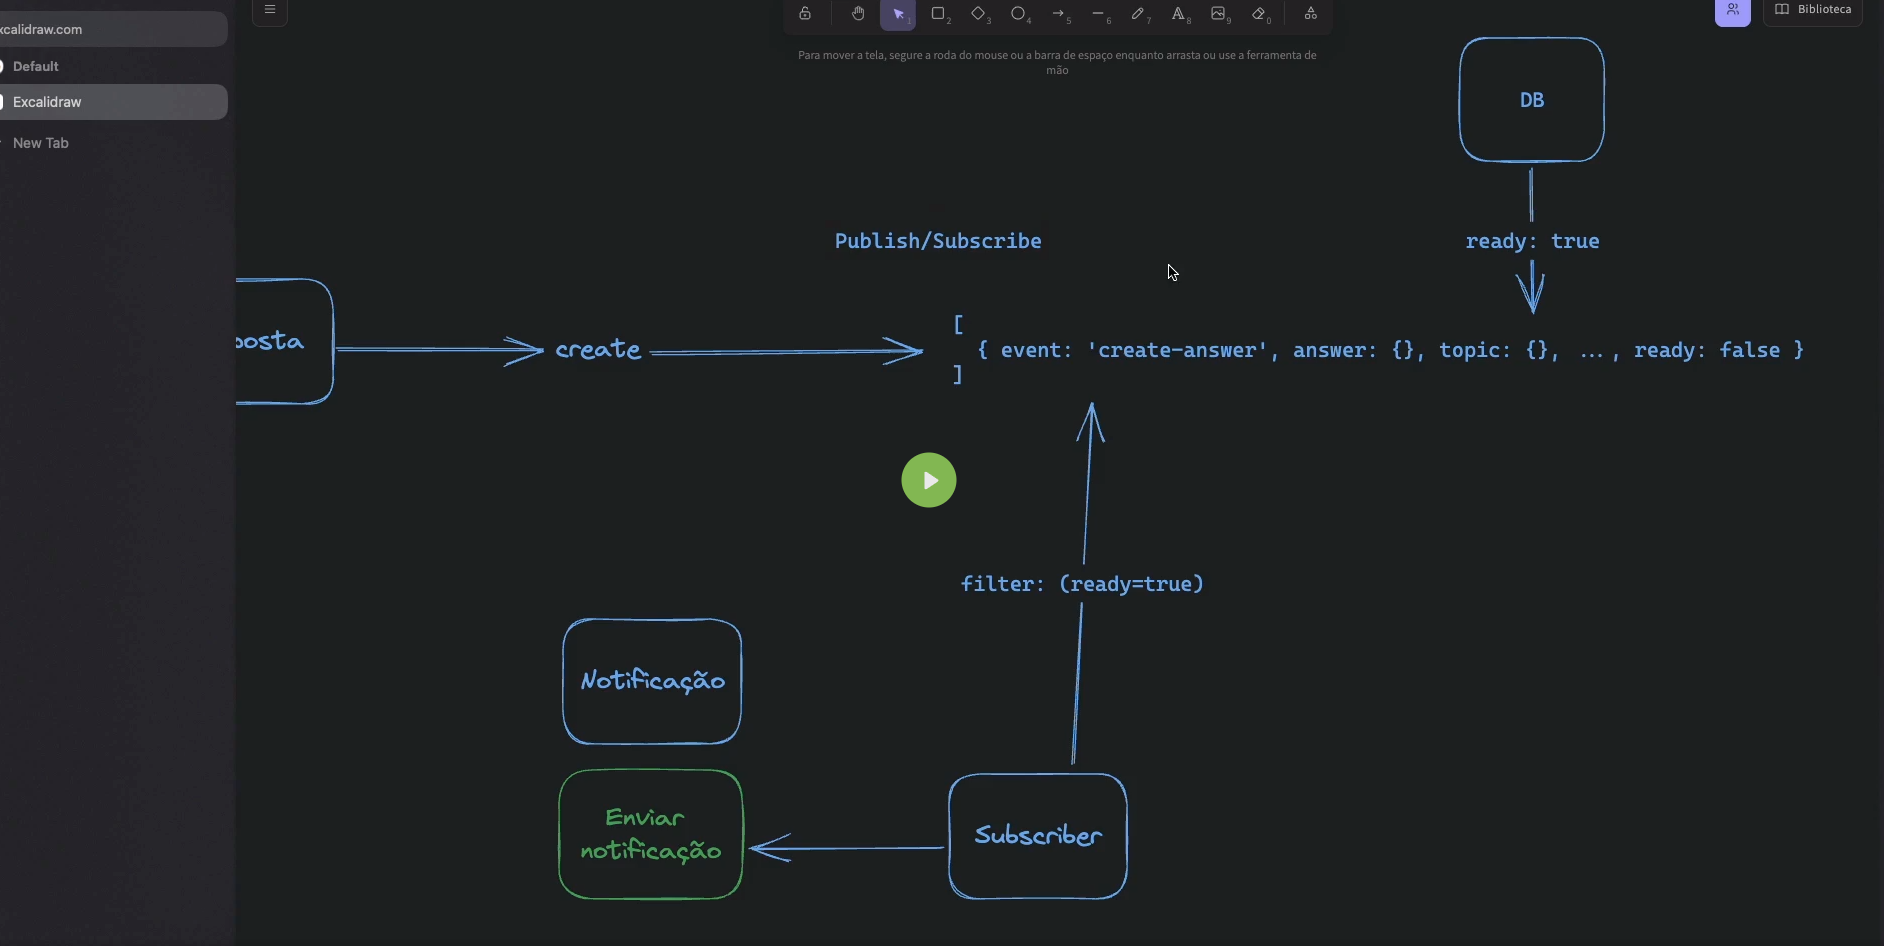 xcalidraw.com
Default
Excalidraw
New Tab
1
2
3
4
5
6
7
8
9
0
Biblioteca
Para mover a tela, segure a roda do mouse ou a barra de espaço enquanto arrasta ou use a ferramenta de
mão
DB
Publish/Subscribe
ready: true
posta
create
[
{ event: 'create-answer', answer: {}, topic: {}, ..., ready: false }
]
filter: (ready=true)
Notificação
Enviar
notificação
Subscriber